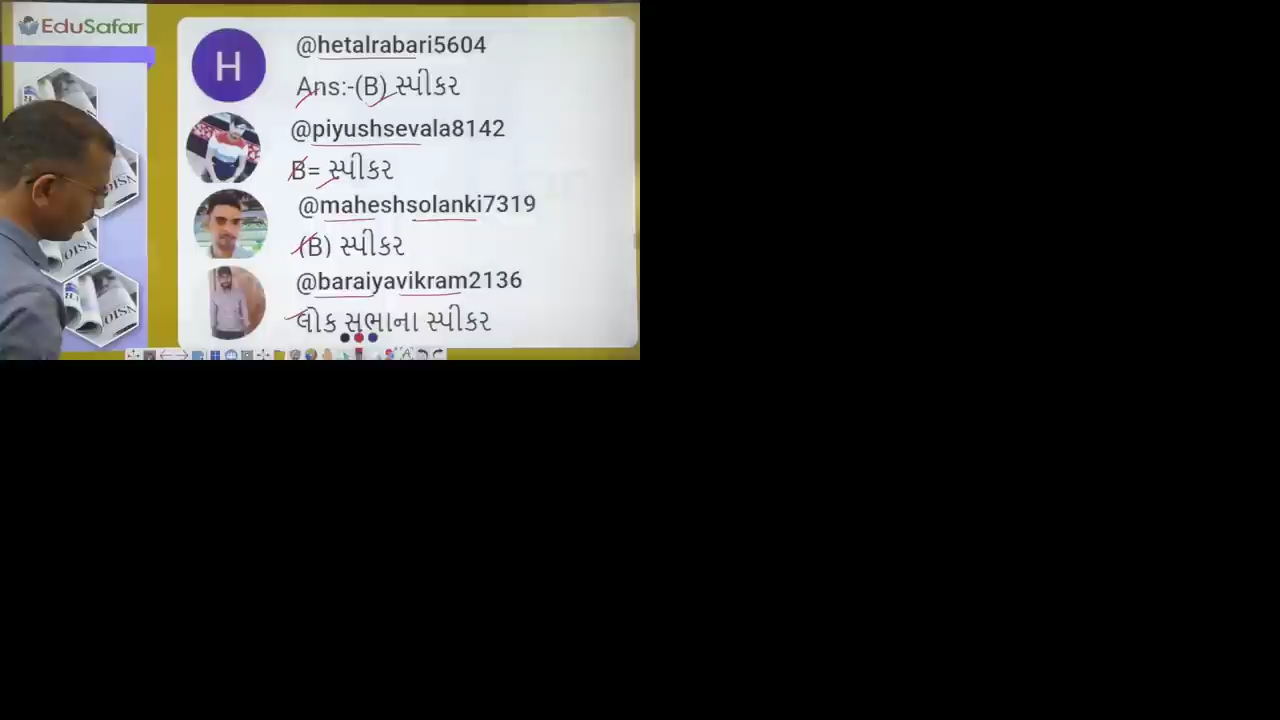 EduSafar
@hetalrabari5604
Ans:-(B) સ્પીકર
@piyushsevala8142
B= સ્પીકર
@maheshsolanki7319
(B) સ્પીકર
@baraiyavikram2136
લોક સભાના સ્પીકર
H